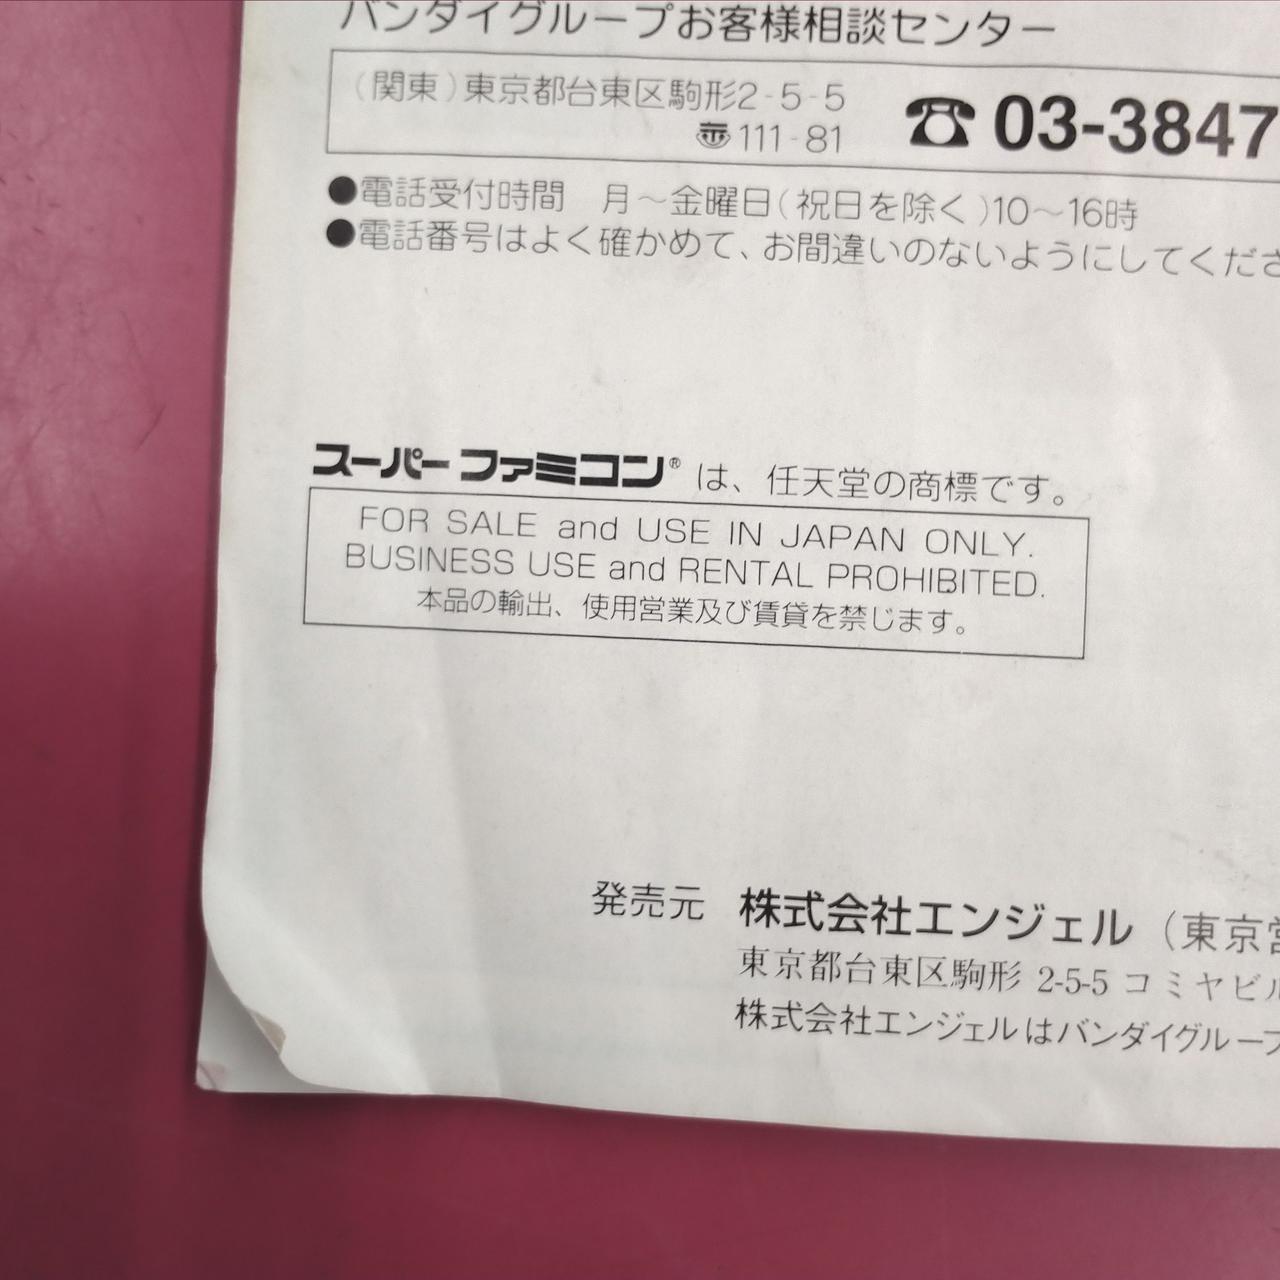 バンダイグループお客様相談センター
(関東)東京都台東区駒形2-5-5 ☎03-3847
〠111-81
●電話受付時間 月～金曜日(祝日を除く)10～16時
●電話番号はよく確かめて、お間違いのないようにしてくださ
スーパーファミコン®は、任天堂の商標です。
FOR SALE and USE IN JAPAN ONLY.
BUSINESS USE and RENTAL PROHIBITED.
本品の輸出、使用営業及び賃貸を禁じます。
発売元 株式会社エンジェル(東京営
東京都台東区駒形 2-5-5 コミヤビル
株式会社エンジェルはバンダイグループ